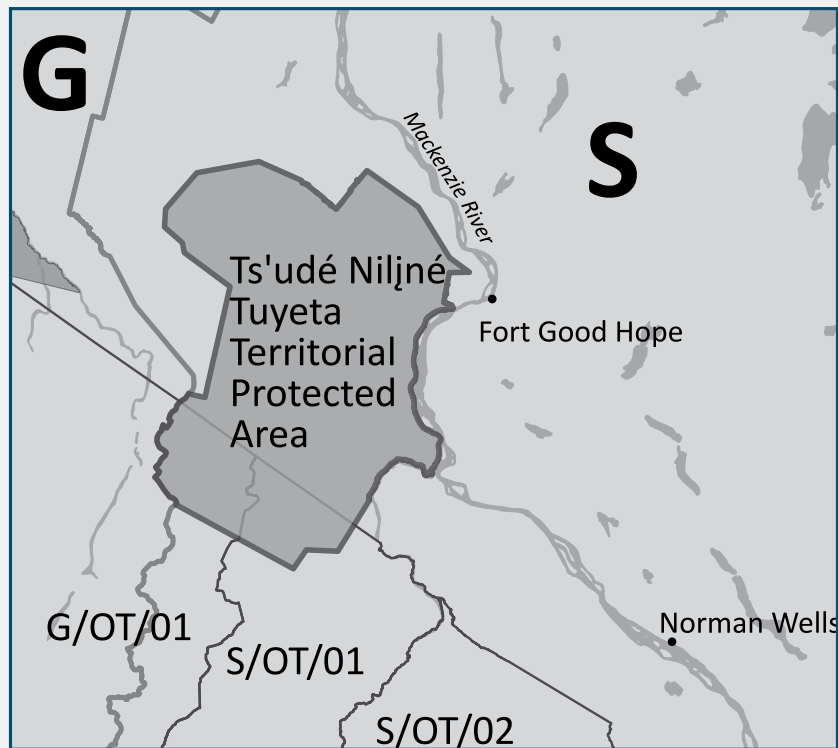 G
S
Mackenzie River
Ts'udé Nilįné
Tuyeta
Territorial
Protected
Area
Fort Good Hope
Norman Wells
G/OT/01
S/OT/01
S/OT/02